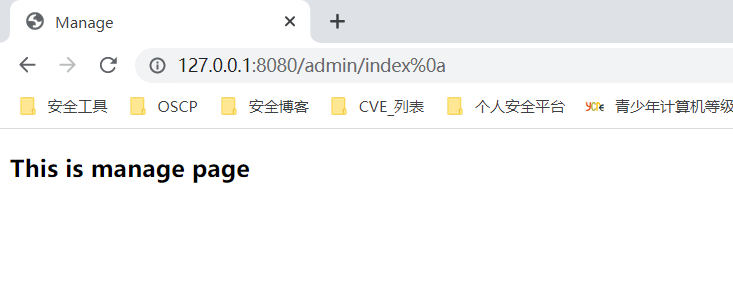 Manage
127.0.0.1:8080/admin/index%0a
安全工具 OSCP 安全博客 CVE_列表 个人安全平台 青少年计算机等级
This is manage page